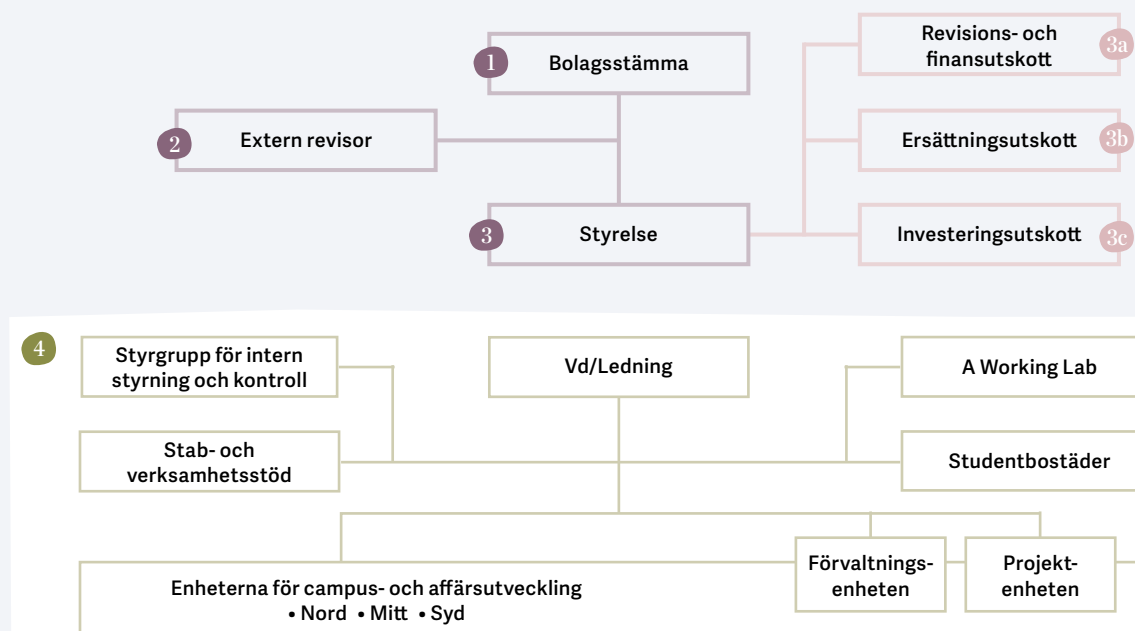 1
Bolagsstämma
Revisions- och
finansutskott
3a
2
Extern revisor
Ersättningsutskott
3b
3
Styrelse
Investeringsutskott
3c
4
Styrgrupp för intern
styrning och kontroll
Vd/Ledning
A Working Lab
Stab- och
verksamhetsstöd
Studentbostäder
Enheterna för campus- och affärsutveckling
• Nord • Mitt • Syd
Förvaltnings-
enheten
Projekt-
enheten